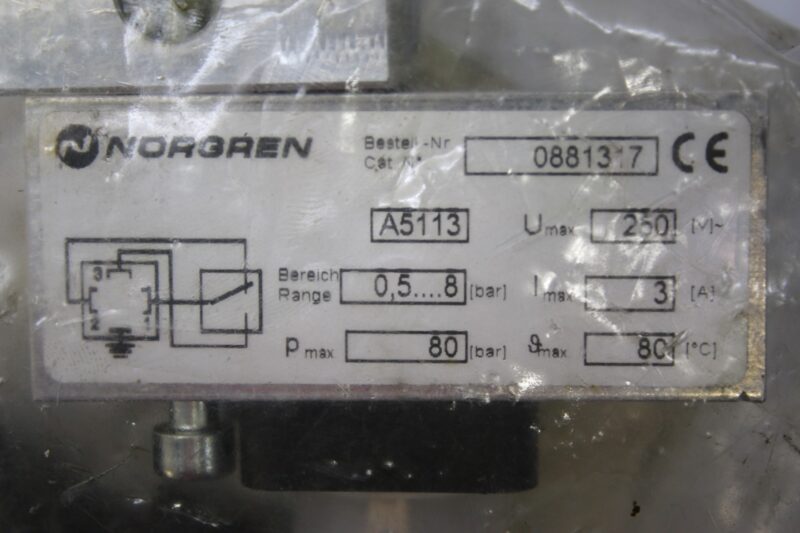 NORGREN
Bestell-Nr
Cat. N°
0881317
CE
A5113
Umax 250 [V]~
Bereich
Range
0,5....8 [bar]
Imax 3 [A]
pmax 80 [bar]
ϑmax 80 [°C]
3
2 1